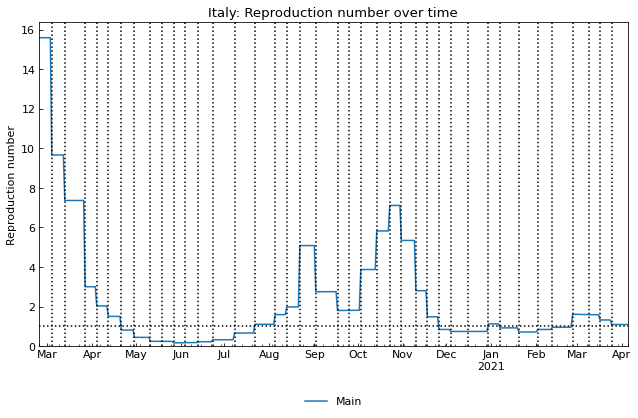 Italy: Reproduction number over time
Reproduction number
16
14
12
10
8
6
4
2
0
Mar Apr May Jun Jul Aug Sep Oct Nov Dec Jan Feb Mar Apr
2021
Main